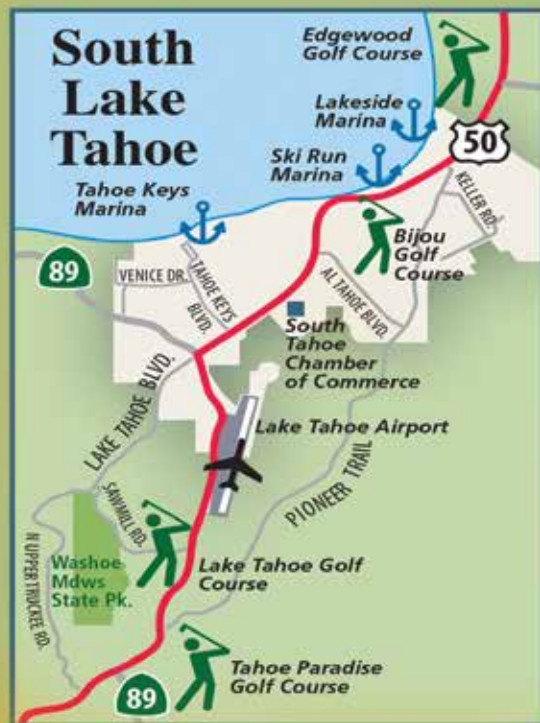 South
Lake
Tahoe
Edgewood
Golf Course
Lakeside
Marina
50
Ski Run
Marina
KELLER RD.
Tahoe Keys
Marina
Bijou
Golf
Course
89
VENICE DR.
TAHOE KEYS
BLVD.
AL TAHOE BLVD.
South
Tahoe
Chamber
of Commerce
LAKE TAHOE BLVD.
Lake Tahoe Airport
PIONEER TRAIL
SAWMILL RD.
N UPPER TRUCKEE RD.
Washoe
Mdws
State Pk.
Lake Tahoe Golf
Course
89
Tahoe Paradise
Golf Course